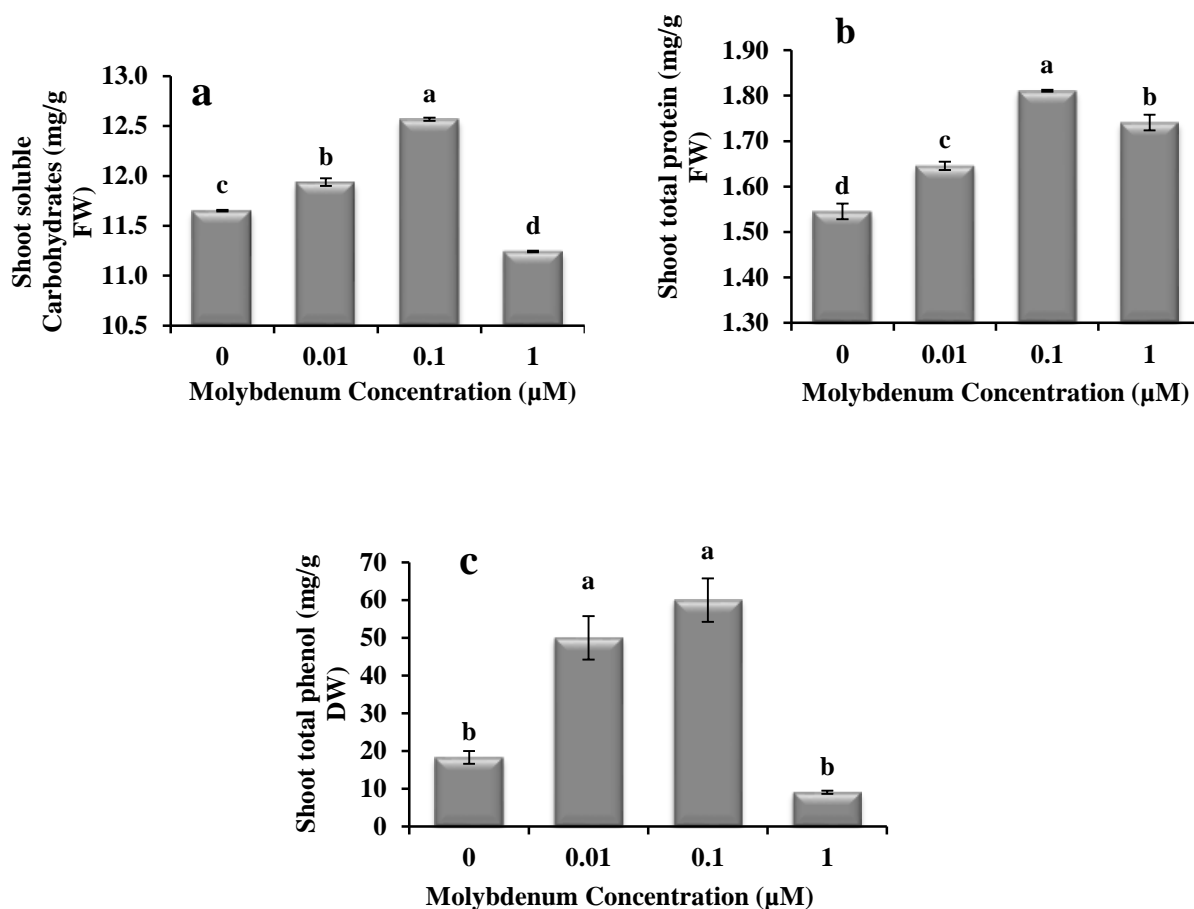 a
Shoot soluble
Carbohydrates (mg/g
FW)
13.0
12.5
12.0
11.5
11.0
10.5
c
b
a
d
0 0.01 0.1 1
Molybdenum Concentration (µM)
b
Shoot total protein (mg/g
FW)
1.90
1.80
1.70
1.60
1.50
1.40
1.30
d
c
a
b
0 0.01 0.1 1
Molybdenum Concentration (µM)
c
Shoot total phenol (mg/g
DW)
70
60
50
40
30
20
10
0
b
a
a
b
0 0.01 0.1 1
Molybdenum Concentration (µM)